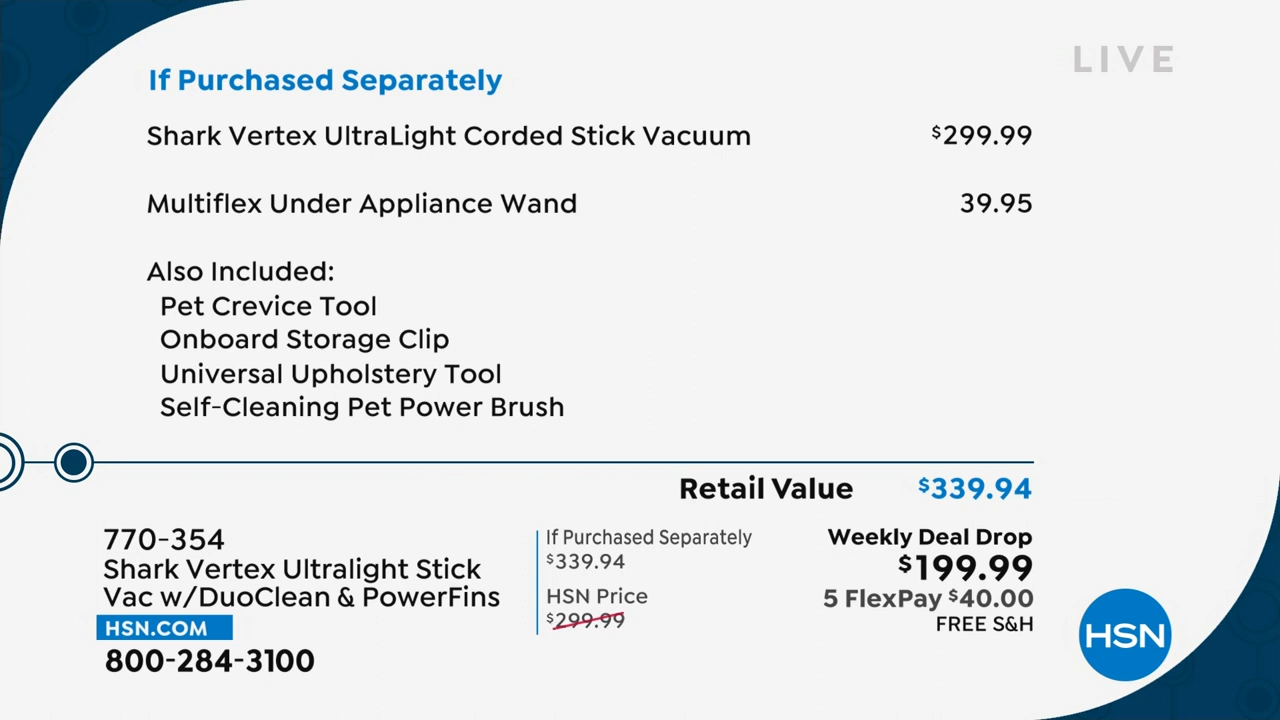 LIVE
If Purchased Separately
Shark Vertex UltraLight Corded Stick Vacuum $299.99
Multiflex Under Appliance Wand 39.95
Also Included:
Pet Crevice Tool
Onboard Storage Clip
Universal Upholstery Tool
Self-Cleaning Pet Power Brush
Retail Value $339.94
770-354
Shark Vertex Ultralight Stick
Vac w/DuoClean & PowerFins
HSN.COM
800-284-3100
If Purchased Separately
$339.94
HSN Price
$299.99
Weekly Deal Drop
$199.99
5 FlexPay $40.00
FREE S&H
HSN